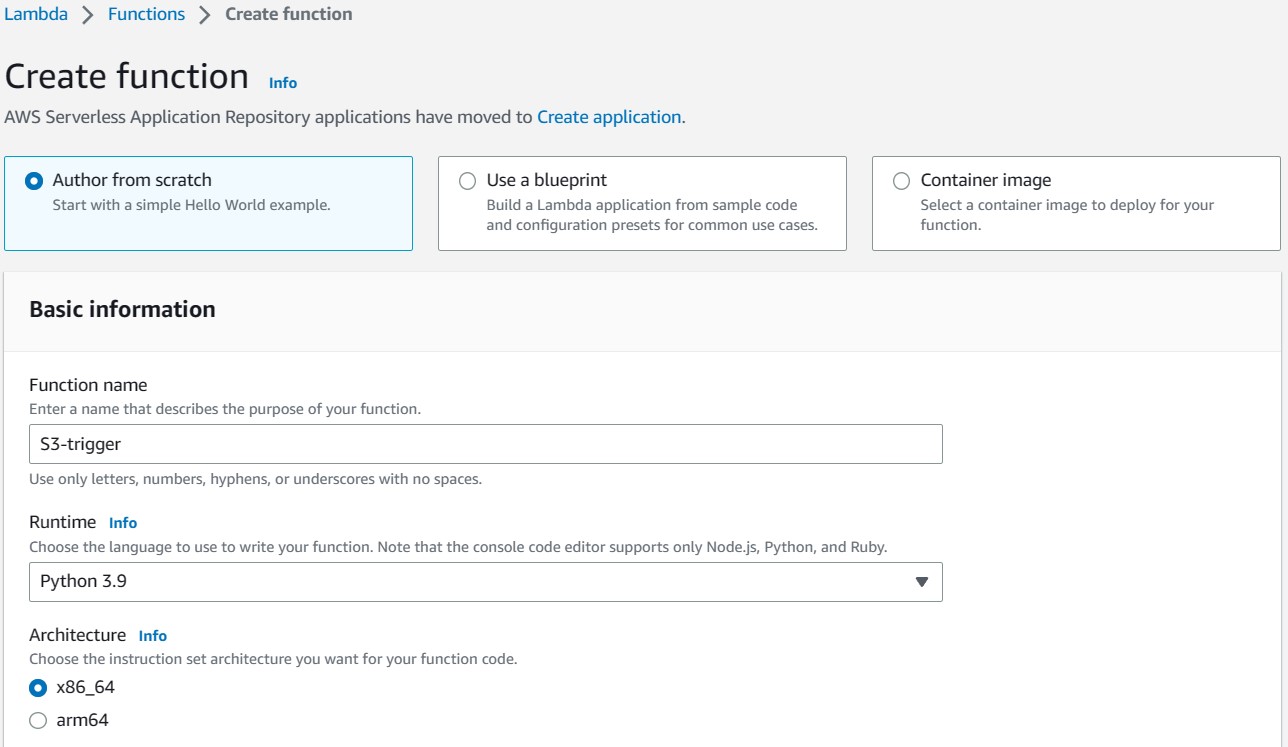 Lambda > Functions > Create function
Create function Info
AWS Serverless Application Repository applications have moved to Create application.
Author from scratch
Start with a simple Hello World example.
Use a blueprint
Build a Lambda application from sample code
and configuration presets for common use cases.
Container image
Select a container image to deploy for your
function.
Basic information
Function name
Enter a name that describes the purpose of your function.
S3-trigger
Use only letters, numbers, hyphens, or underscores with no spaces.
Runtime Info
Choose the language to use to write your function. Note that the console code editor supports only Node.js, Python, and Ruby.
Python 3.9
Architecture Info
Choose the instruction set architecture you want for your function code.
x86_64
arm64